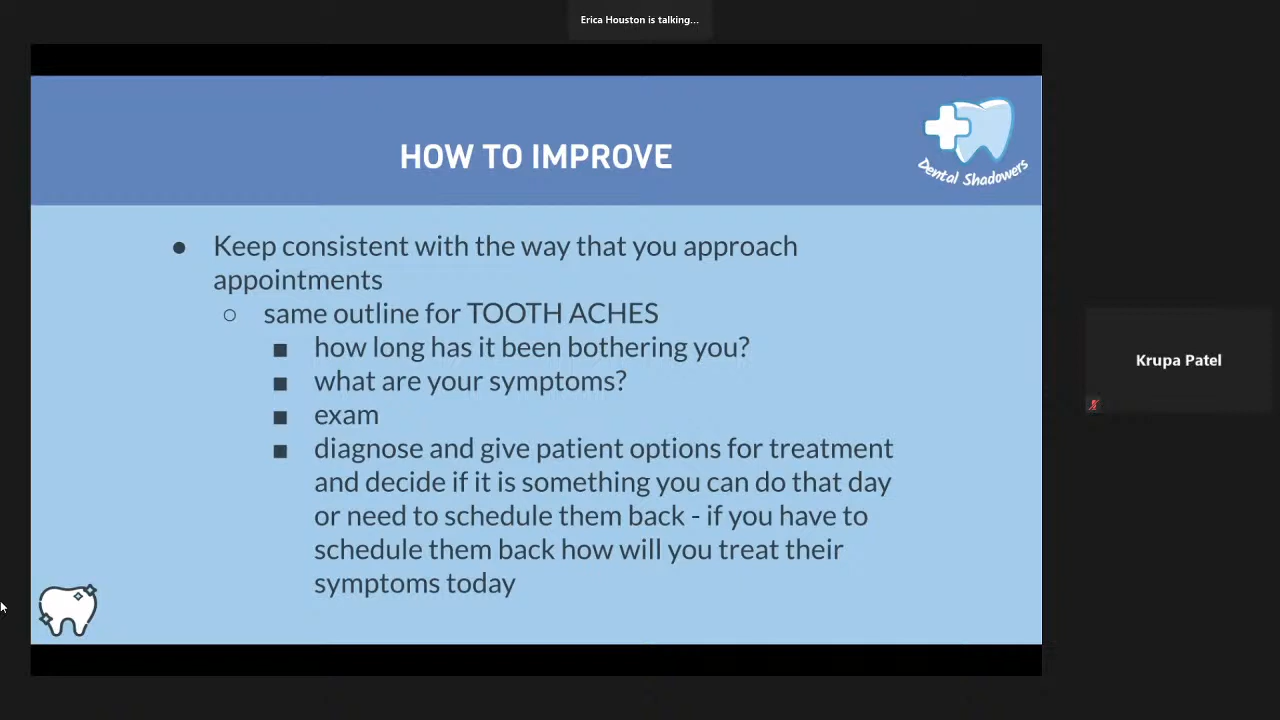 Erica Houston is talking...
HOW TO IMPROVE
Dental Shadowers
● Keep consistent with the way that you approach
appointments
○ same outline for TOOTH ACHES
■ how long has it been bothering you?
■ what are your symptoms?
■ exam
■ diagnose and give patient options for treatment
and decide if it is something you can do that day
or need to schedule them back - if you have to
schedule them back how will you treat their
symptoms today
Krupa Patel